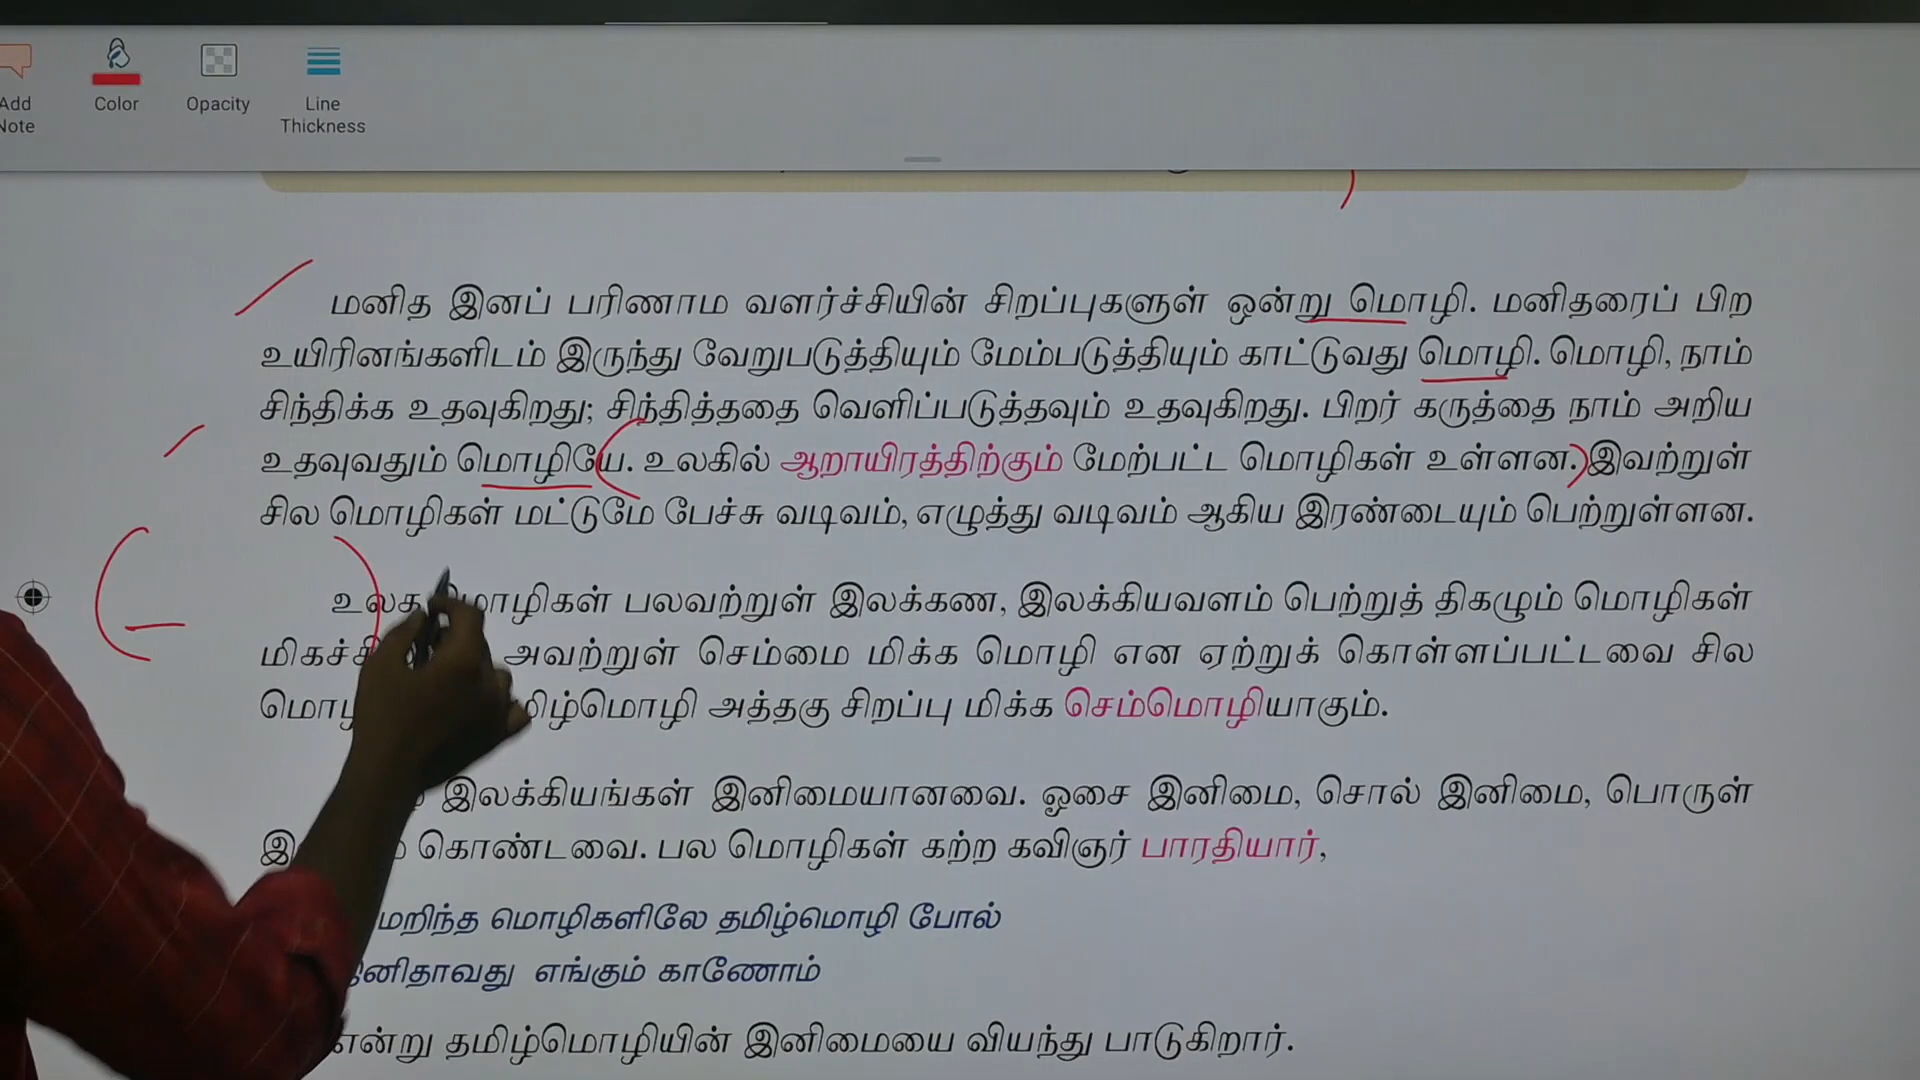 Add
Note
Color
Opacity
Line
Thickness
மனித இனப் பரிணாம வளர்ச்சியின் சிறப்புகளுள் ஒன்று மொழி. மனிதரைப் பிற
உயிரினங்களிடம் இருந்து வேறுபடுத்தியும் மேம்படுத்தியும் காட்டுவது மொழி. மொழி, நாம்
சிந்திக்க உதவுகிறது; சிந்தித்ததை வெளிப்படுத்தவும் உதவுகிறது. பிறர் கருத்தை நாம் அறிய
உதவுவதும் மொழியே. உலகில் ஆறாயிரத்திற்கும் மேற்பட்ட மொழிகள் உள்ளன. இவற்றுள்
சில மொழிகள் மட்டுமே பேச்சு வடிவம், எழுத்து வடிவம் ஆகிய இரண்டையும் பெற்றுள்ளன.
உலக மொழிகள் பலவற்றுள் இலக்கண, இலக்கியவளம் பெற்றுத் திகழும் மொழிகள்
அவற்றுள் செம்மை மிக்க மொழி என ஏற்றுக் கொள்ளப்பட்டவை சில
அத்தகு சிறப்பு மிக்க செம்மொழியாகும்.
இலக்கியங்கள் இனிமையானவை. ஓசை இனிமை, சொல் இனிமை, பொருள்
கொண்டவை. பல மொழிகள் கற்ற கவிஞர் பாரதியார்,
மொழிகளிலே தமிழ்மொழி போல்
எங்கும் காணோம்
என்று தமிழ்மொழியின் இனிமையை வியந்து பாடுகிறார்.